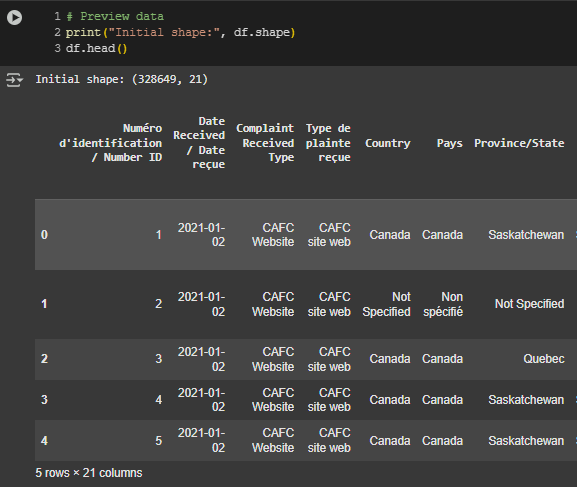 1 # Preview data
2 print("Initial shape:", df.shape)
3 df.head()
Initial shape: (328649, 21)
Numéro d'identification / Number ID Date Received / Date reçue Complaint Received Type Type de plainte reçue Country Pays Province/State
0 1 2021-01-02 CAFC Website CAFC site web Canada Canada Saskatchewan
1 2 2021-01-02 CAFC Website CAFC site web Not Specified Non spécifié Not Specified
2 3 2021-01-02 CAFC Website CAFC site web Canada Canada Quebec
3 4 2021-01-02 CAFC Website CAFC site web Canada Canada Saskatchewan
4 5 2021-01-02 CAFC Website CAFC site web Canada Canada Saskatchewan
5 rows × 21 columns